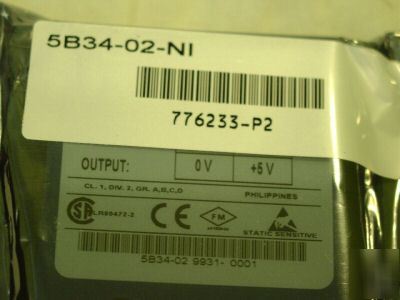 5B34-02-NI
776233-P2
OUTPUT: 0 V +5 V
CL. 1, DIV. 2, GR. A,B,C,D PHILIPPINES
LR90472-2 CE FM STATIC SENSITIVE
5B34-02 9931- 0001